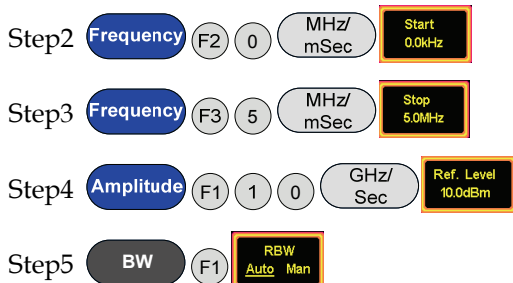 Step2 Frequency F2 0 MHz/ mSec Start 0.0kHz
Step3 Frequency F3 5 MHz/ mSec Stop 5.0MHz
Step4 Amplitude F1 1 0 GHz/ Sec Ref. Level 10.0dBm
Step5 BW F1 RBW Auto Man